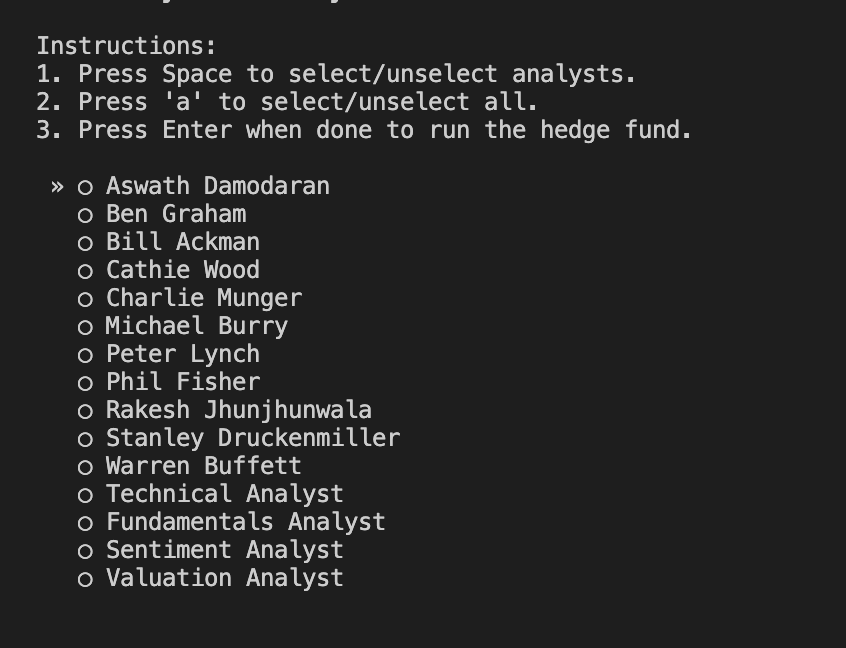 Instructions:
1. Press Space to select/unselect analysts.
2. Press 'a' to select/unselect all.
3. Press Enter when done to run the hedge fund.
» ○ Aswath Damodaran
○ Ben Graham
○ Bill Ackman
○ Cathie Wood
○ Charlie Munger
○ Michael Burry
○ Peter Lynch
○ Phil Fisher
○ Rakesh Jhunjhunwala
○ Stanley Druckenmiller
○ Warren Buffett
○ Technical Analyst
○ Fundamentals Analyst
○ Sentiment Analyst
○ Valuation Analyst